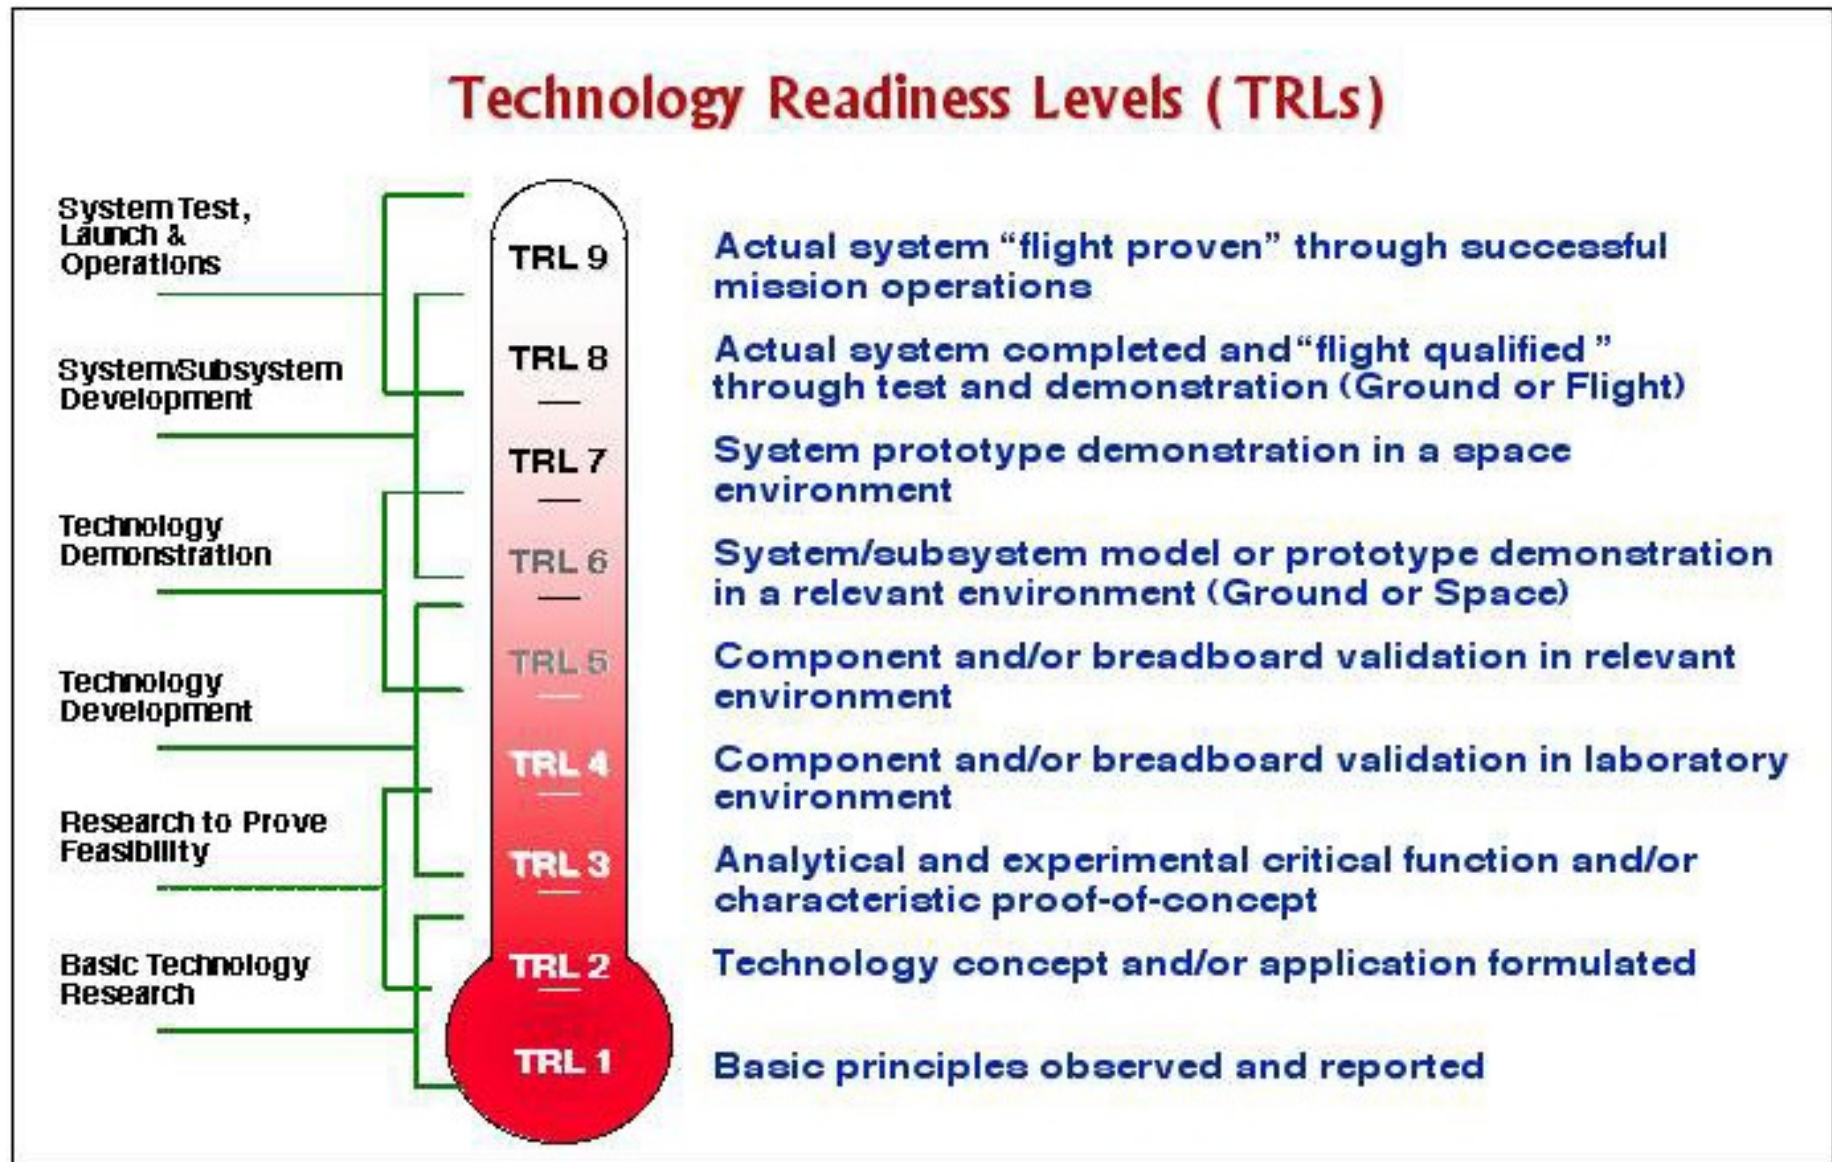 Technology Readiness Levels (TRLs)
System Test,
Launch &
Operations
System/Subsystem
Development
Technology
Demonstration
Technology
Development
Research to Prove
Feasibility
Basic Technology
Research
TRL 9
TRL 8
TRL 7
TRL 6
TRL 5
TRL 4
TRL 3
TRL 2
TRL 1
Actual system “flight proven” through successful
mission operations
Actual system completed and “flight qualified ”
through test and demonstration (Ground or Flight)
System prototype demonstration in a space
environment
System/subsystem model or prototype demonstration
in a relevant environment (Ground or Space)
Component and/or breadboard validation in relevant
environment
Component and/or breadboard validation in laboratory
environment
Analytical and experimental critical function and/or
characteristic proof-of-concept
Technology concept and/or application formulated
Basic principles observed and reported